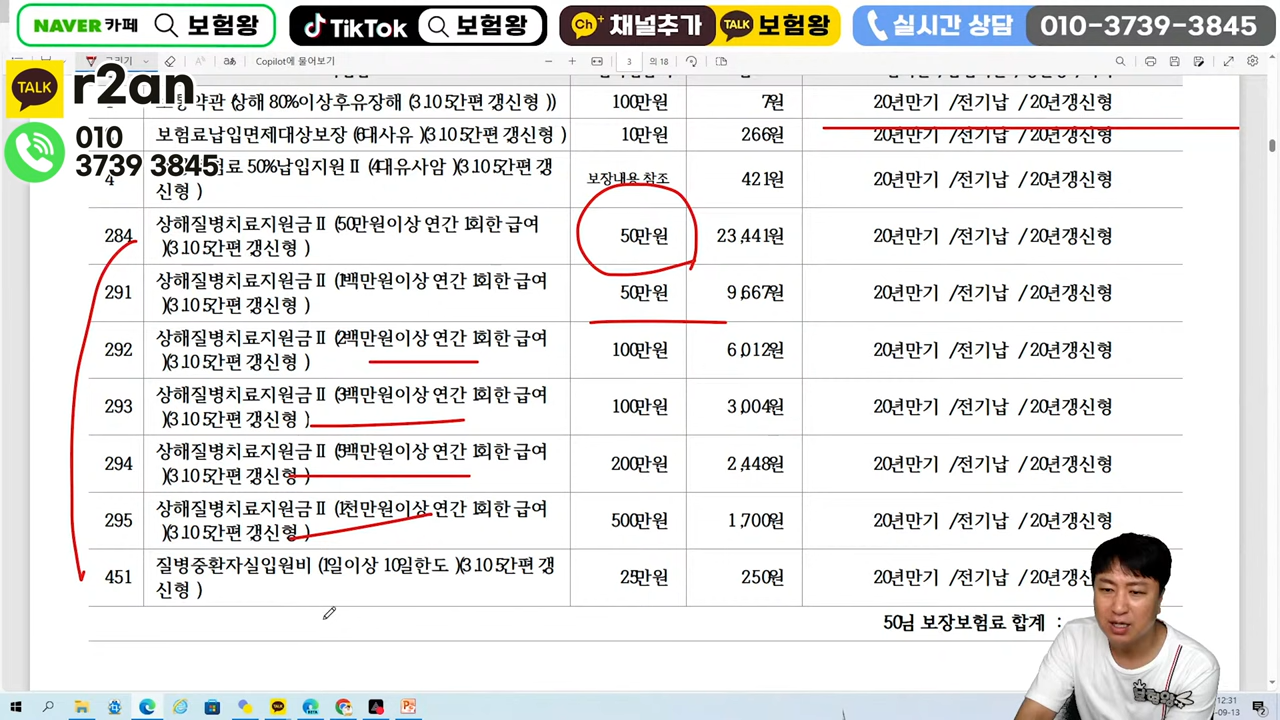 NAVER 카페 보험왕
TikTok 보험왕
Ch+ 채널추가 TALK 보험왕
실시간 상담 010-3739-3845
TALK r2an
010
3739 3845
Copilot에 물어보기
3 의 18
(상해 80%이상후유장해 (3.10.5간편 갱신형)) 100만원 7원 20년만기 /전기납 /20년갱신형
보험료납입면제대상보장 (6대사유 )(3.10.5간편 갱신형 ) 10만원 266원 20년만기 /전기납 /20년갱신형
4 50%납입지원Ⅱ (4대유사암 )(3.10.5간편 갱
신형 ) 보장내용 참조 421원 20년만기 /전기납 /20년갱신형
284 상해질병치료지원금Ⅱ (50만원이상 연간 1회한 급여
)(3.10.5간편 갱신형 ) 50만원 23,441원 20년만기 /전기납 /20년갱신형
291 상해질병치료지원금Ⅱ (1백만원이상 연간 1회한 급여
)(3.10.5간편 갱신형 ) 50만원 9,667원 20년만기 /전기납 /20년갱신형
292 상해질병치료지원금Ⅱ (2백만원이상 연간 1회한 급여
)(3.10.5간편 갱신형 ) 100만원 6,012원 20년만기 /전기납 /20년갱신형
293 상해질병치료지원금Ⅱ (3백만원이상 연간 1회한 급여
)(3.10.5간편 갱신형 ) 100만원 3,004원 20년만기 /전기납 /20년갱신형
294 상해질병치료지원금Ⅱ (5백만원이상 연간 1회한 급여
)(3.10.5간편 갱신형 ) 200만원 2,448원 20년만기 /전기납 /20년갱신형
295 상해질병치료지원금Ⅱ (1천만원이상 연간 1회한 급여
)(3.10.5간편 갱신형 ) 500만원 1,700원 20년만기 /전기납 /20년갱신형
451 질병중환자실입원비 (1일이상 10일한도 )(3.10.5간편 갱
신형 ) 25만원 250원 20년만기 /전기납 /20년갱신
50님 보장보험료 합계 :
보험왕
12:31
-09-13